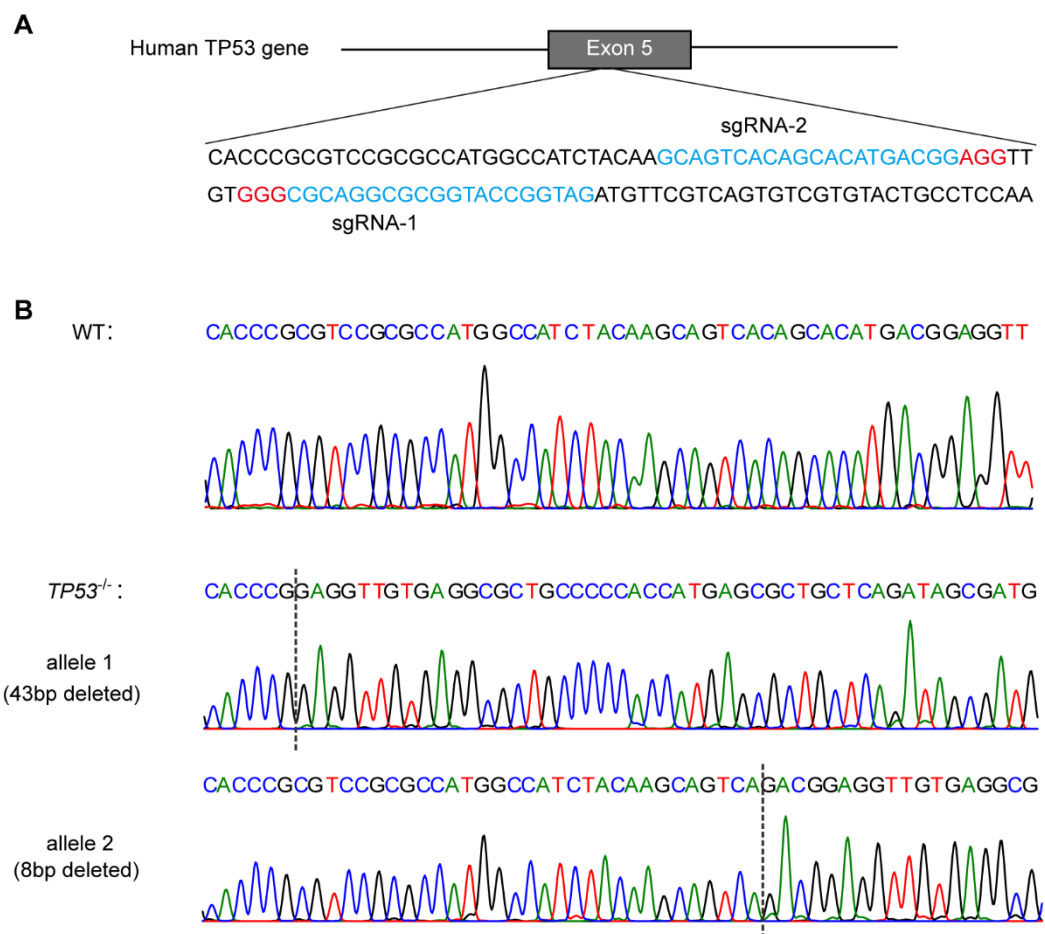 A
Human TP53 gene
Exon 5
sgRNA-2
CACCCGCGTCCGCGCCATGGCCATCTACAAGCAGTCACAGCACATGACGGAGGTT
GTGGGCGCAGGCGCGGTACCGGTAGATGTTCGTCAGTGTCGTGTACTGCCTCCAA
sgRNA-1
B
WT:
CACCCGCGTCCGCGCCATGGCCATCTACAAGCAGTCACAGCACATGACGGAGGTT
TP53-/-:
CACCCGGAGGTTGTGAGGCGCTGCCCCCACCATGAGCGCTGCTCAGATAGCGATG
allele 1
(43bp deleted)
CACCCGCGTCCGCGCCATGGCCATCTACAAGCAGTCAGACGGAGGTTGTGAGGCG
allele 2
(8bp deleted)